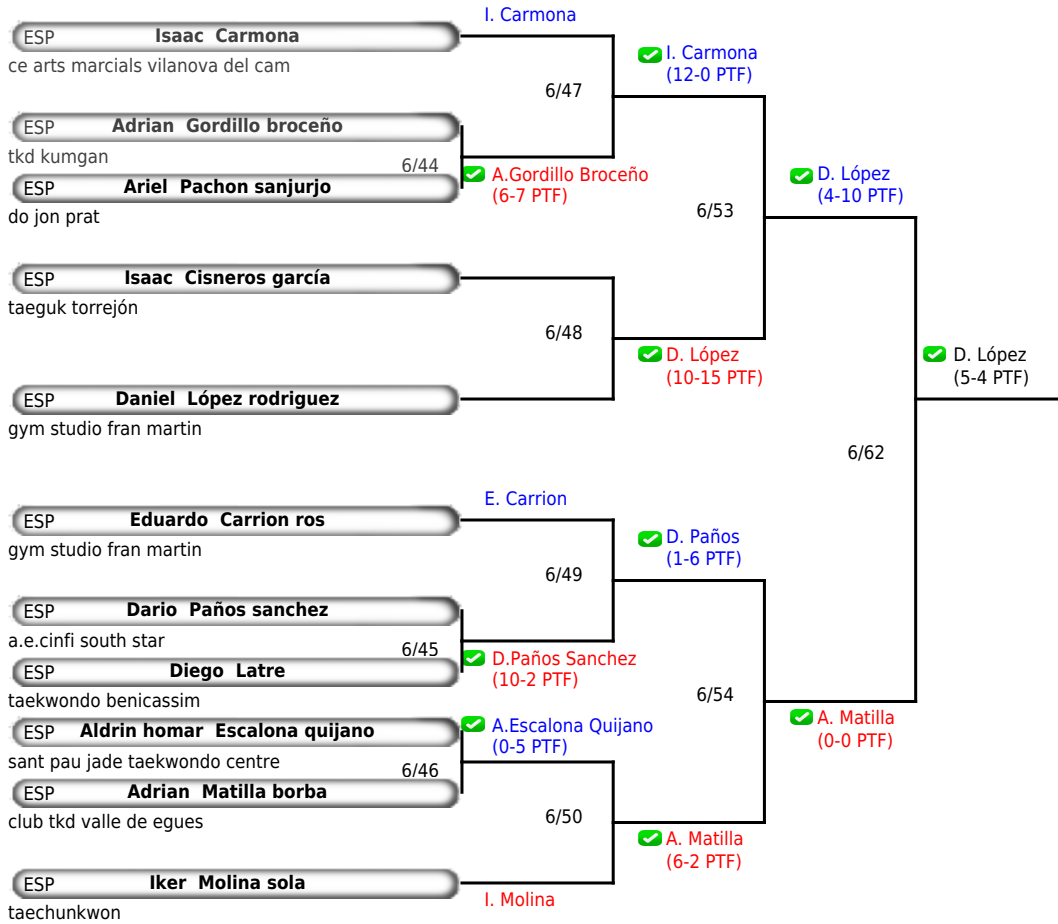 I. Carmona
ESP Isaac Carmona
ce arts marcials vilanova del cam
I. Carmona
(12-0 PTF)
6/47
ESP Adrian Gordillo broceño
tkd kumgan
6/44
A.Gordillo Broceño
(6-7 PTF)
ESP Ariel Pachon sanjurjo
do jon prat
D. López
(4-10 PTF)
6/53
ESP Isaac Cisneros garcía
taeguk torrejón
6/48
D. López
(10-15 PTF)
D. López
(5-4 PTF)
ESP Daniel López rodriguez
gym studio fran martin
6/62
E. Carrion
ESP Eduardo Carrion ros
gym studio fran martin
D. Paños
(1-6 PTF)
6/49
ESP Dario Paños sanchez
a.e.cinfi south star
6/45
D.Paños Sanchez
(10-2 PTF)
ESP Diego Latre
taekwondo benicassim
6/54
A.Escalona Quijano
(0-5 PTF)
ESP Aldrin homar Escalona quijano
sant pau jade taekwondo centre
6/46
A. Matilla
(0-0 PTF)
ESP Adrian Matilla borba
club tkd valle de egues
6/50
A. Matilla
(6-2 PTF)
ESP Iker Molina sola
taechunkwon
I. Molina